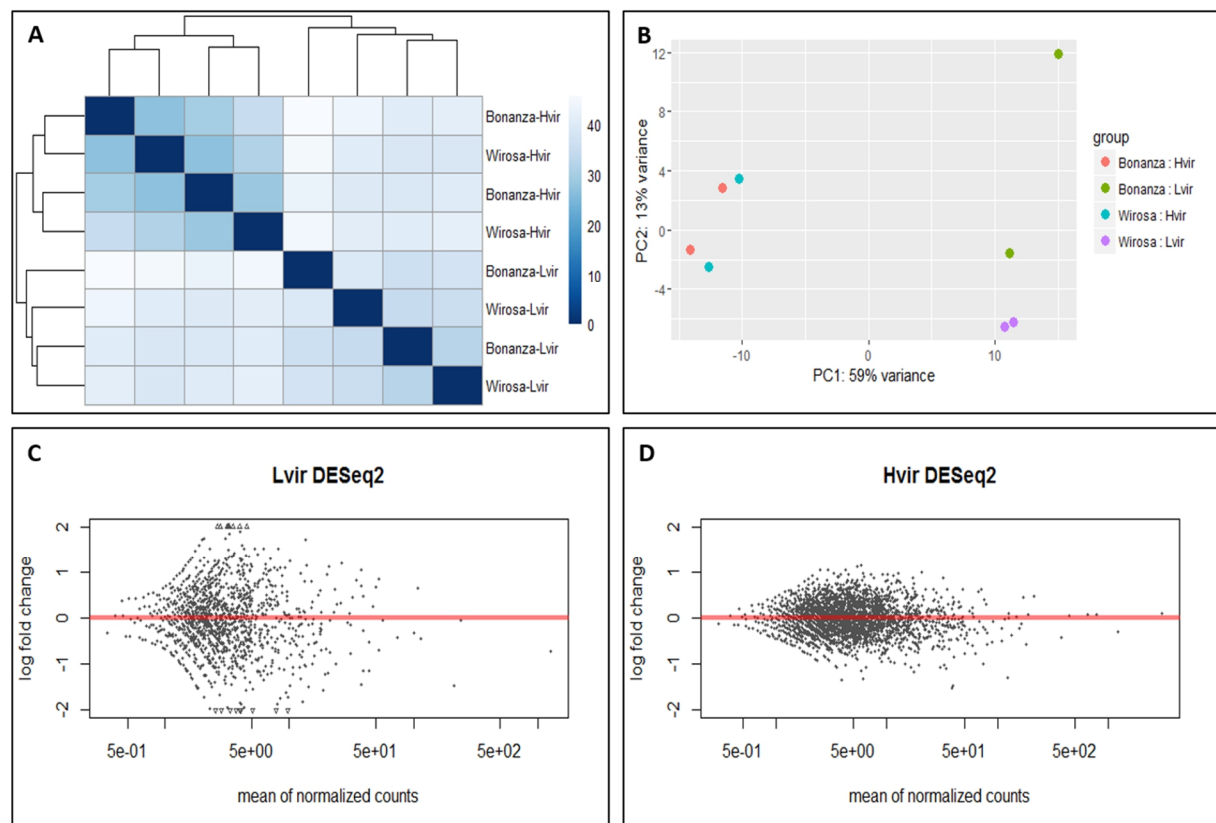 A
Bonanza-Hvir
Wirosa-Hvir
Bonanza-Hvir
Wirosa-Hvir
Bonanza-Lvir
Wirosa-Lvir
Bonanza-Lvir
Wirosa-Lvir
40
30
20
10
0
B
12
8
4
0
-4
PC2: 13% variance
-10
0
10
PC1: 59% variance
group
Bonanza : Hvir
Bonanza : Lvir
Wirosa : Hvir
Wirosa : Lvir
C
Lvir DESeq2
log fold change
2
1
0
-1
-2
5e-01
5e+00
5e+01
5e+02
mean of normalized counts
D
Hvir DESeq2
log fold change
2
1
0
-1
-2
5e-01
5e+00
5e+01
5e+02
mean of normalized counts